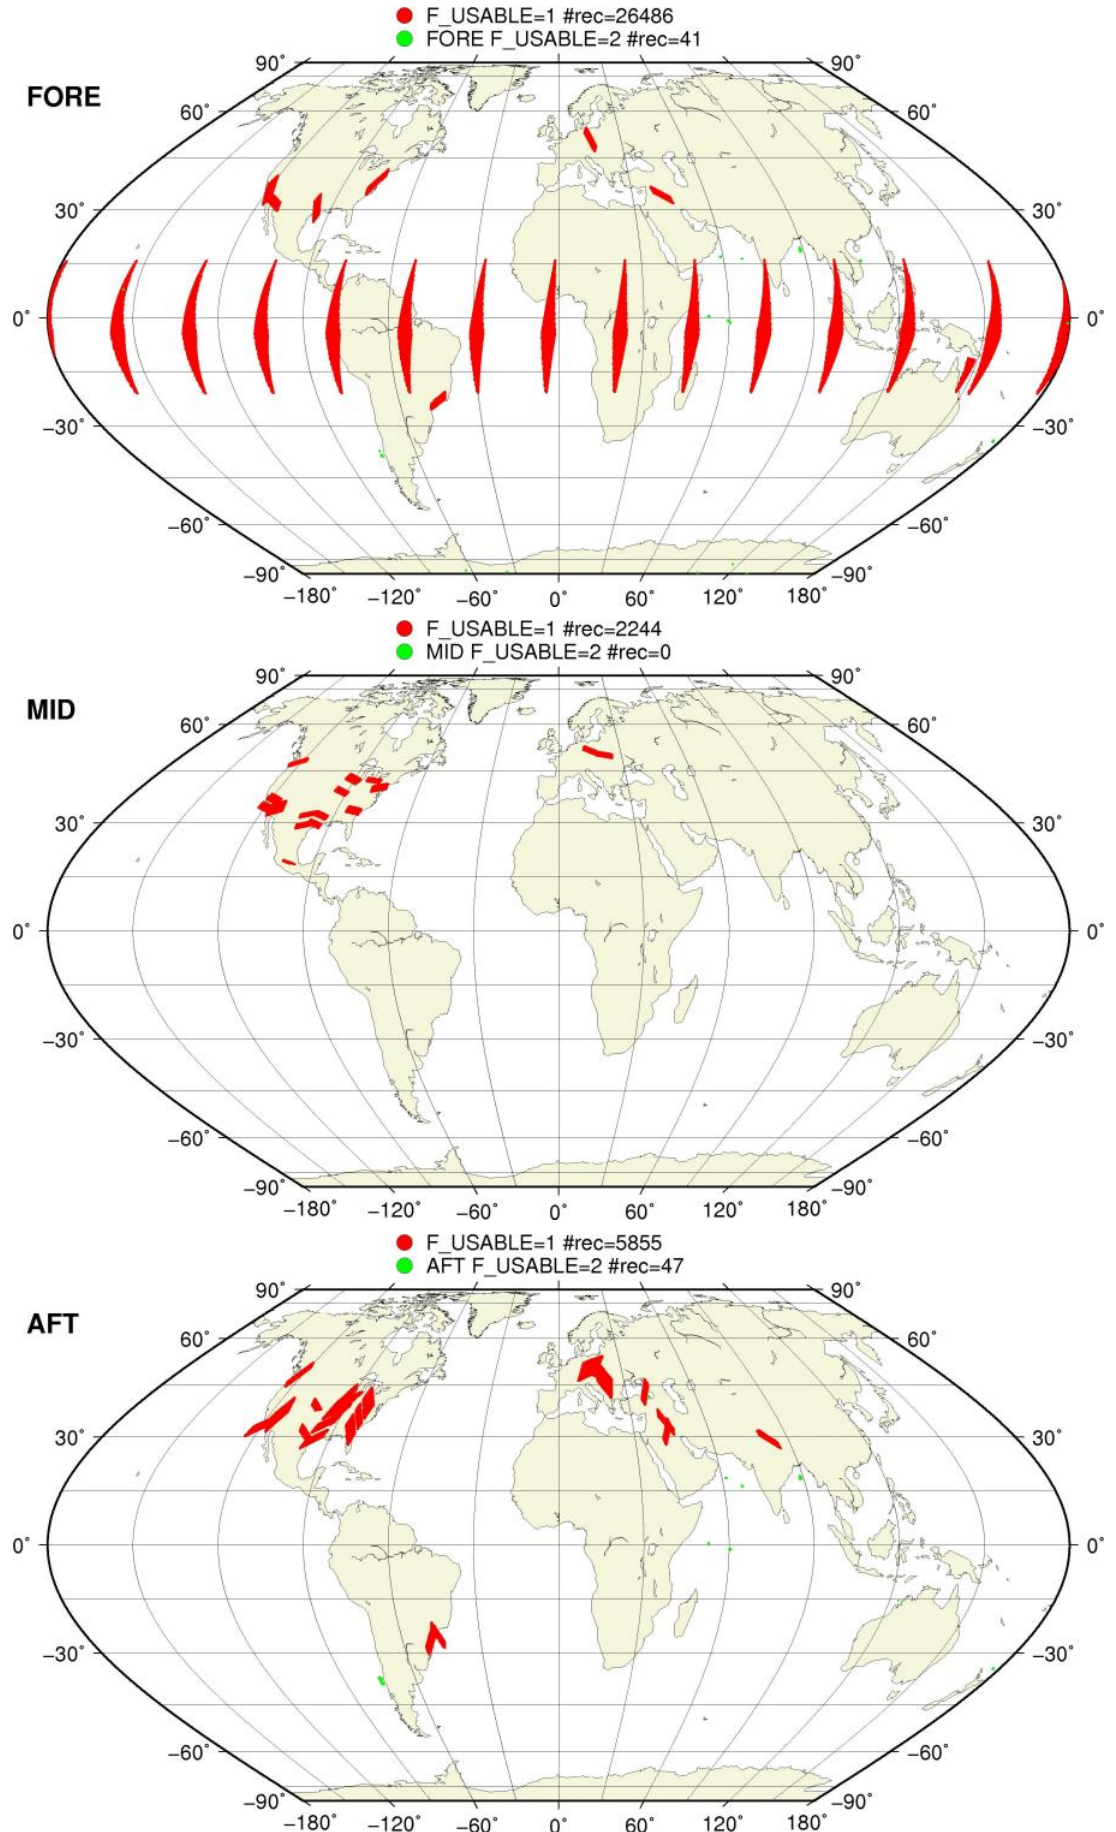 F_USABLE=1 #rec=26486
FORE F_USABLE=2 #rec=41
FORE
90° 90°
60° 60°
30° 30°
0° 0°
−30° −30°
−60° −60°
−90° −90°
−180° −120° −60° 0° 60° 120° 180°
F_USABLE=1 #rec=2244
MID F_USABLE=2 #rec=0
MID
90° 90°
60° 60°
30° 30°
0° 0°
−30° −30°
−60° −60°
−90° −90°
−180° −120° −60° 0° 60° 120° 180°
F_USABLE=1 #rec=5855
AFT F_USABLE=2 #rec=47
AFT
90° 90°
60° 60°
30° 30°
0° 0°
−30° −30°
−60° −60°
−90° −90°
−180° −120° −60° 0° 60° 120° 180°